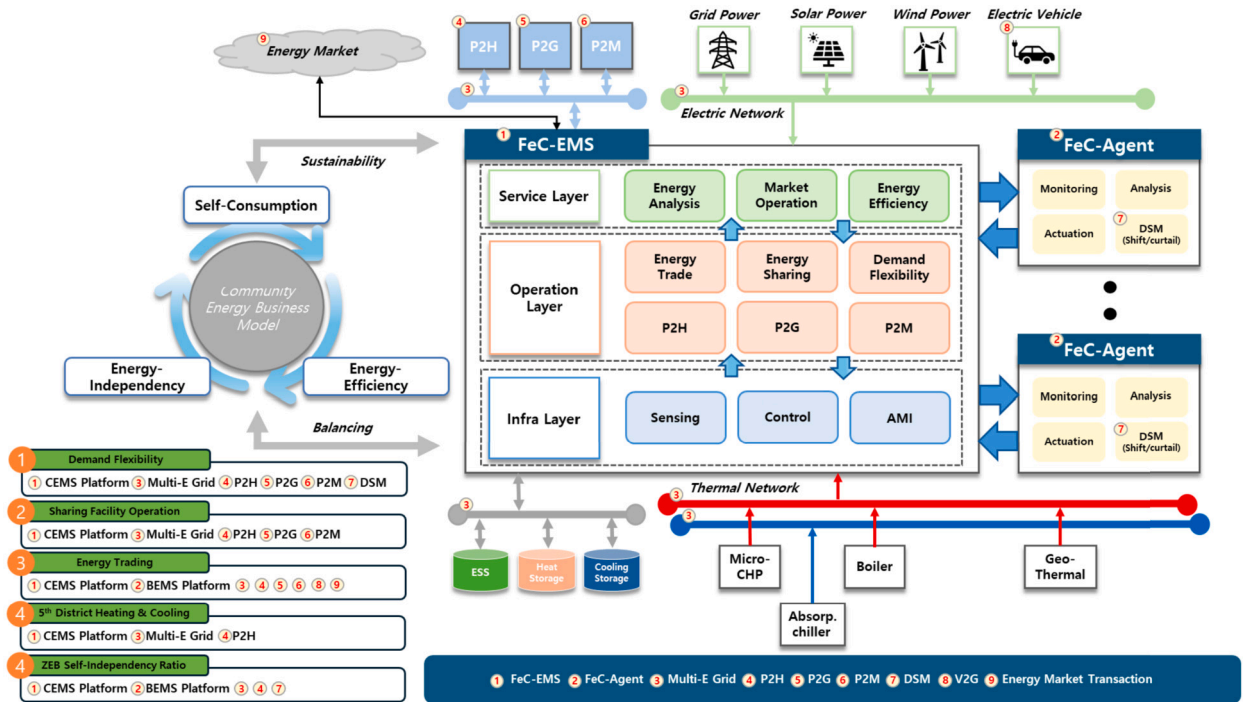 ⑨
Energy Market
④
P2H
⑤
P2G
⑥
P2M
③
Grid Power
Solar Power
Wind Power
Electric Vehicle
⑧
③
Electric Network
① FeC-EMS
Sustainability
Self-Consumption
Community
Energy Business
Model
Energy-
Independency
Energy-
Efficiency
Balancing
Service Layer
Energy
Analysis
Market
Operation
Energy
Efficiency
Operation
Layer
Energy
Trade
Energy
Sharing
Demand
Flexibility
P2H
P2G
P2M
Infra Layer
Sensing
Control
AMI
②
FeC-Agent
Monitoring
Analysis
Actuation
⑦ DSM
(Shift/curtail)
②
FeC-Agent
Monitoring
Analysis
Actuation
⑦ DSM
(Shift/curtail)
③
ESS
Heat
Storage
Cooling
Storage
Thermal Network
③
③
Micro-
CHP
Boiler
Geo-
Thermal
Absorp.
chiller
1 Demand Flexibility
① CEMS Platform ③ Multi-E Grid ④ P2H ⑤ P2G ⑥ P2M ⑦ DSM
2 Sharing Facility Operation
① CEMS Platform ③ Multi-E Grid ④ P2H ⑤ P2G ⑥ P2M
3 Energy Trading
① CEMS Platform ② BEMS Platform ③ ④ ⑤ ⑥ ⑧ ⑨
4 5th District Heating & Cooling
① CEMS Platform ③ Multi-E Grid ④ P2H
4 ZEB Self-Independency Ratio
① CEMS Platform ② BEMS Platform ③ ④ ⑦
① FeC-EMS ② FeC-Agent ③ Multi-E Grid ④ P2H ⑤ P2G ⑥ P2M ⑦ DSM ⑧ V2G ⑨ Energy Market Transaction